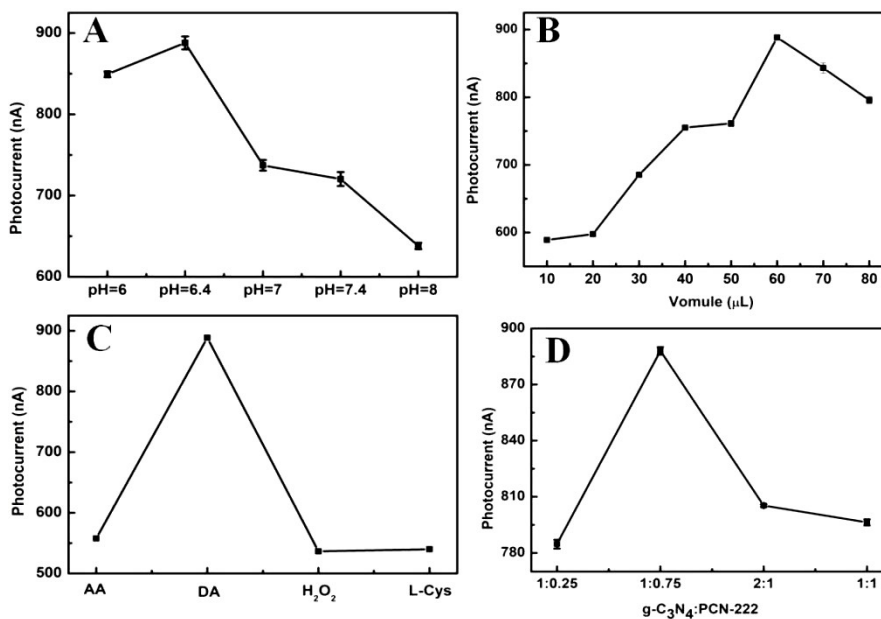 A
Photocurrent (nA)
900
850
800
750
700
650
600
pH=6 pH=6.4 pH=7 pH=7.4 pH=8
B
Photocurrent (nA)
900
800
700
600
10 20 30 40 50 60 70 80
Vomule (μL)
C
Photocurrent (nA)
900
800
700
600
500
AA DA H₂O₂ L-Cys
D
Photocurrent (nA)
900
870
840
810
780
1:0.25 1:0.75 2:1 1:1
g-C₃N₄:PCN-222